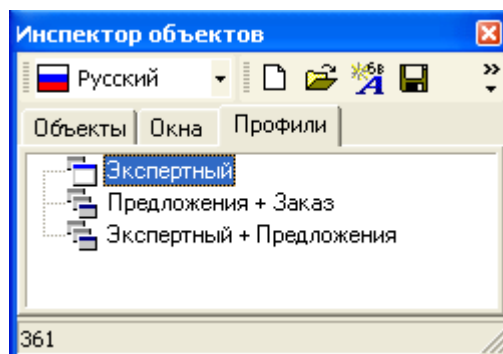 Инспектор объектов
Русский
Объекты Окна Профили
Экспертный
Предложения + Заказ
Экспертный + Предложения
361